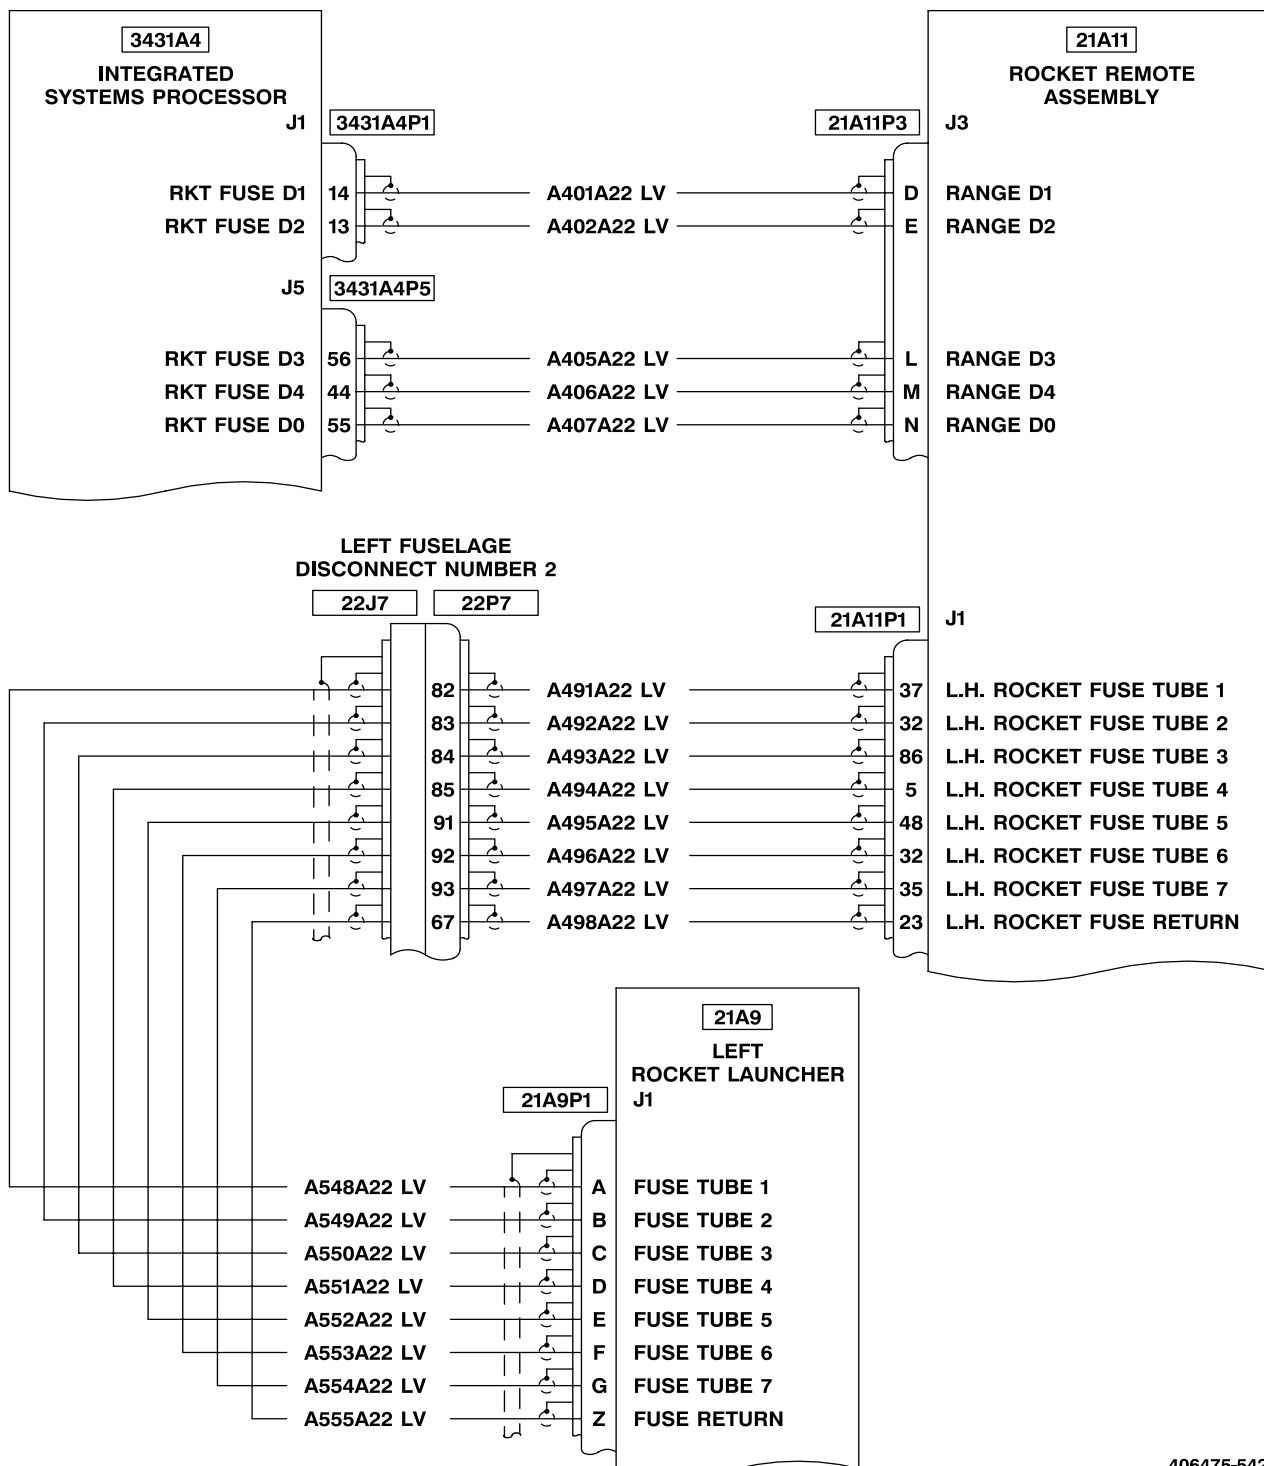 3431A4
INTEGRATED
SYSTEMS PROCESSOR
21A11
ROCKET REMOTE
ASSEMBLY
J1 3431A4P1
21A11P3 J3
RKT FUSE D1 14 A401A22 LV D RANGE D1
RKT FUSE D2 13 A402A22 LV E RANGE D2
J5 3431A4P5
RKT FUSE D3 56 A405A22 LV L RANGE D3
RKT FUSE D4 44 A406A22 LV M RANGE D4
RKT FUSE D0 55 A407A22 LV N RANGE D0
LEFT FUSELAGE
DISCONNECT NUMBER 2
22J7 22P7
21A11P1 J1
82 A491A22 LV 37 L.H. ROCKET FUSE TUBE 1
83 A492A22 LV 32 L.H. ROCKET FUSE TUBE 2
84 A493A22 LV 86 L.H. ROCKET FUSE TUBE 3
85 A494A22 LV 5 L.H. ROCKET FUSE TUBE 4
91 A495A22 LV 48 L.H. ROCKET FUSE TUBE 5
92 A496A22 LV 32 L.H. ROCKET FUSE TUBE 6
93 A497A22 LV 35 L.H. ROCKET FUSE TUBE 7
67 A498A22 LV 23 L.H. ROCKET FUSE RETURN
21A9
LEFT
ROCKET LAUNCHER
21A9P1 J1
A548A22 LV A FUSE TUBE 1
A549A22 LV B FUSE TUBE 2
A550A22 LV C FUSE TUBE 3
A551A22 LV D FUSE TUBE 4
A552A22 LV E FUSE TUBE 5
A553A22 LV F FUSE TUBE 6
A554A22 LV G FUSE TUBE 7
A555A22 LV Z FUSE RETURN